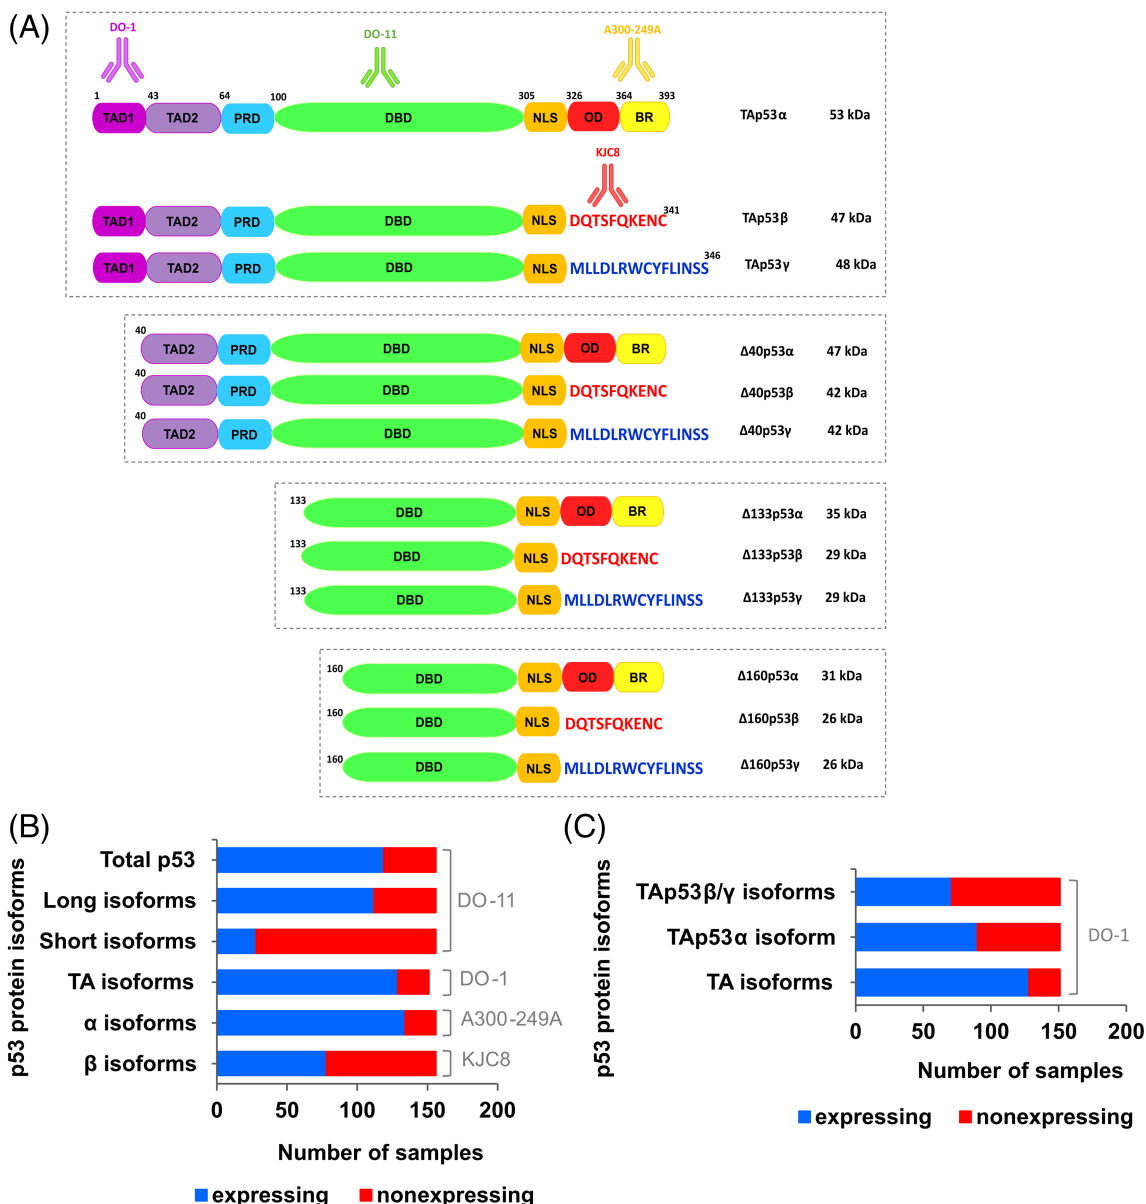 (A)
DO-1
DO-11
A300-249A
1 43 64 100 305 326 364 393
TAD1 TAD2 PRD DBD NLS OD BR TAp53α 53 kDa
KJC8
TAD1 TAD2 PRD DBD NLS DQTSFQKENC 341 TAp53β 47 kDa
TAD1 TAD2 PRD DBD NLS MLLDLRWCYFLINSS 346 TAp53γ 48 kDa
40 TAD2 PRD DBD NLS OD BR Δ40p53α 47 kDa
40 TAD2 PRD DBD NLS DQTSFQKENC Δ40p53β 42 kDa
40 TAD2 PRD DBD NLS MLLDLRWCYFLINSS Δ40p53γ 42 kDa
133 DBD NLS OD BR Δ133p53α 35 kDa
133 DBD NLS DQTSFQKENC Δ133p53β 29 kDa
133 DBD NLS MLLDLRWCYFLINSS Δ133p53γ 29 kDa
160 DBD NLS OD BR Δ160p53α 31 kDa
160 DBD NLS DQTSFQKENC Δ160p53β 26 kDa
160 DBD NLS MLLDLRWCYFLINSS Δ160p53γ 26 kDa
(B)
p53 protein isoforms
Total p53
Long isoforms
Short isoforms
TA isoforms
α isoforms
β isoforms
DO-11
DO-1
A300-249A
KJC8
0 50 100 150 200
Number of samples
expressing nonexpressing
(C)
p53 protein isoforms
TAp53β/γ isoforms
TAp53α isoform
TA isoforms
DO-1
0 50 100 150 200
Number of samples
expressing nonexpressing